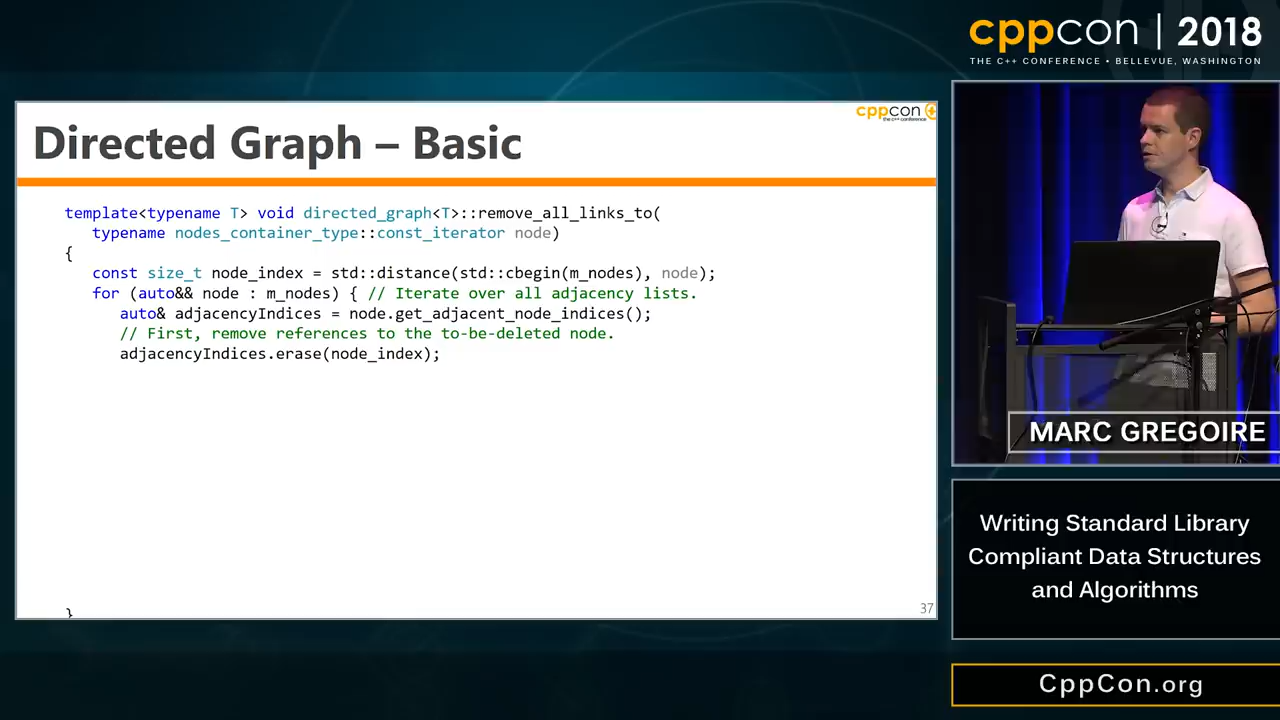 cppcon | 2018
THE C++ CONFERENCE • BELLEVUE, WASHINGTON
cppcon
the c++ conference
Directed Graph – Basic
template<typename T> void directed_graph<T>::remove_all_links_to(
typename nodes_container_type::const_iterator node)
{
const size_t node_index = std::distance(std::cbegin(m_nodes), node);
for (auto&& node : m_nodes) { // Iterate over all adjacency lists.
auto& adjacencyIndices = node.get_adjacent_node_indices();
// First, remove references to the to-be-deleted node.
adjacencyIndices.erase(node_index);
}
37
MARC GREGOIRE
Writing Standard Library
Compliant Data Structures
and Algorithms
CppCon.org